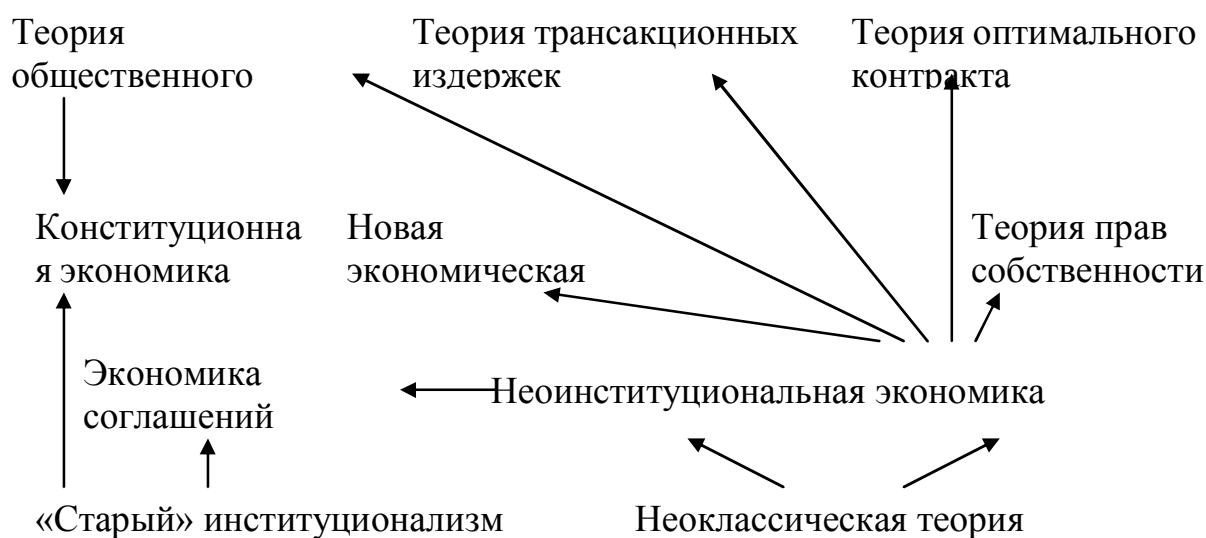 Теория
общественного
Теория трансакционных
издержек
Теория оптимального
контракта
Конституционна
я экономика
Новая
экономическая
Теория прав
собственности
Экономика
соглашений
Неоинституциональная экономика
«Старый» институционализм
Неоклассическая теория